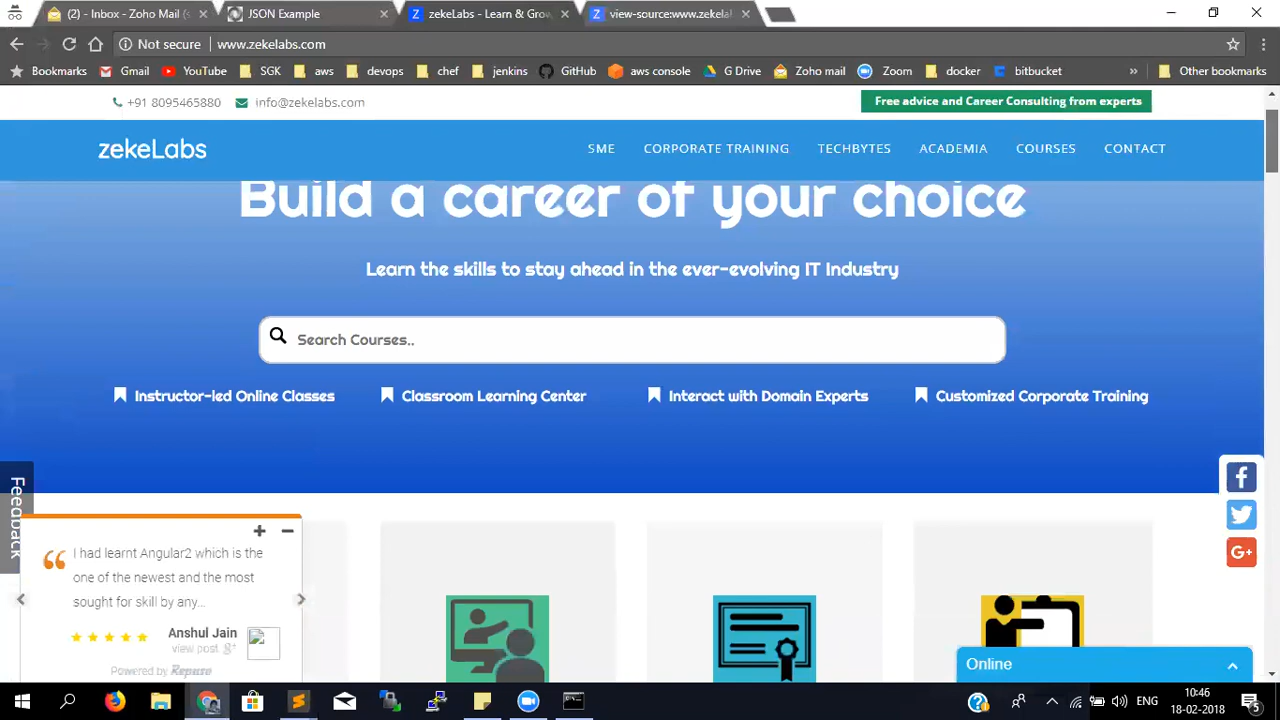 (2) - Inbox - Zoho Mail (
JSON Example
zekeLabs - Learn & Grow
view-source:www.zekelab
Not secure
www.zekelabs.com
Bookmarks
Gmail
YouTube
SGK
aws
devops
chef
jenkins
GitHub
aws console
G Drive
Zoho mail
Zoom
docker
bitbucket
»
Other bookmarks
+91 8095465880
info@zekelabs.com
Free advice and Career Consulting from experts
zekeLabs
SME
CORPORATE TRAINING
TECHBYTES
ACADEMIA
COURSES
CONTACT
Build a career of your choice
Learn the skills to stay ahead in the ever-evolving IT Industry
Search Courses..
Instructor-led Online Classes
Classroom Learning Center
Interact with Domain Experts
Customized Corporate Training
Feedback
I had learnt Angular2 which is the
one of the newest and the most
sought for skill by any...
Anshul Jain
view post
Powered by Repuso
Online
ENG
10:46
18-02-2018
5